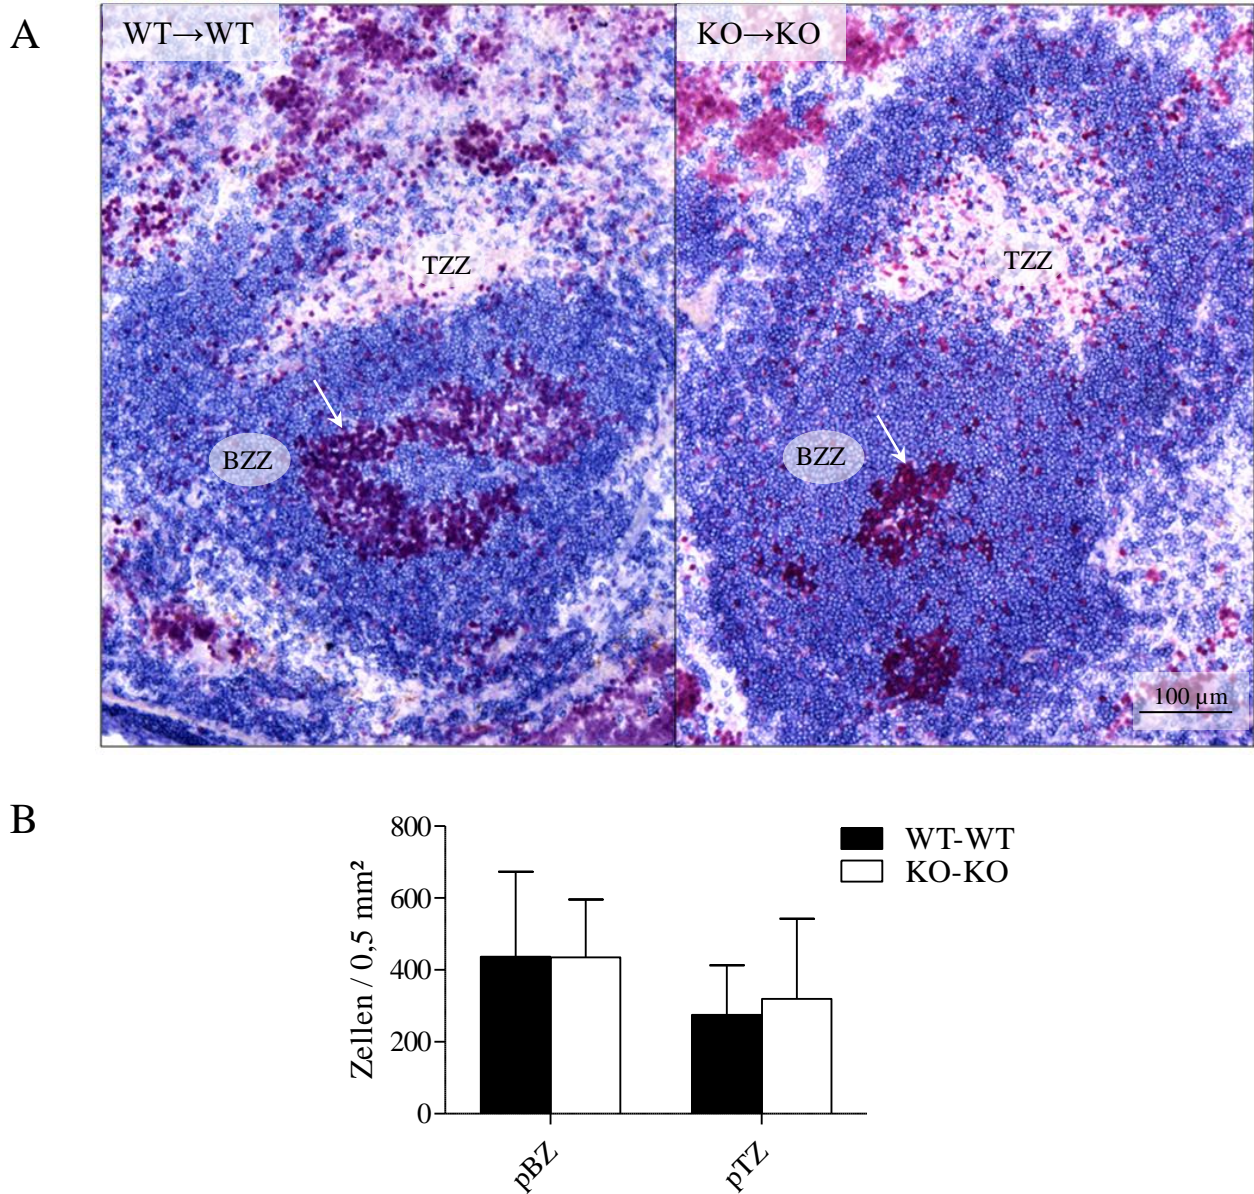 A
WT→WT
KO→KO
TZZ
TZZ
BZZ
BZZ
100 µm
B
800
600
400
200
0
Zellen / 0,5 mm²
WT-WT
KO-KO
pBZ
pTZ